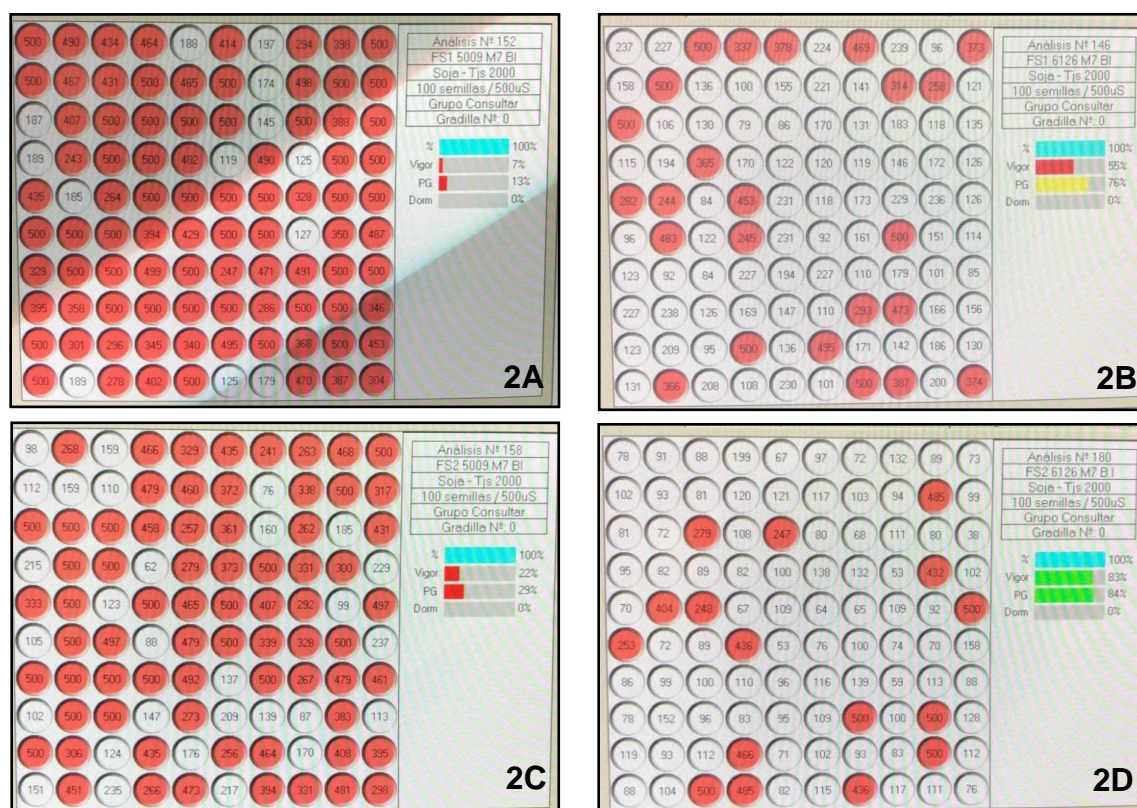 500 490 434 464 188 414 197 294 398 500
500 467 431 500 465 500 174 498 500 500
187 407 500 500 500 500 145 500 388 500
189 243 500 500 482 119 490 125 500 500
435 185 264 500 500 500 500 328 500 500
500 500 500 394 429 500 500 127 350 487
329 500 500 499 500 247 471 491 500 500
395 358 500 500 500 500 286 500 500 346
500 301 296 345 340 495 500 368 500 453
500 189 278 402 500 125 179 470 387 304
Análisis Nº 152
FS1 5009 M7 BI
Soja - Tjs 2000
100 semillas / 500uS
Grupo Consultar
Gradilla Nº: 0
% 100%
Vigor 7%
PG 13%
Dorm 0%
2A
237 227 500 337 378 224 469 239 96 373
158 500 136 100 155 221 141 314 258 121
500 106 130 79 86 170 131 183 118 135
115 194 365 170 122 120 119 146 172 126
282 244 84 453 231 118 173 229 236 126
96 483 122 245 231 92 161 500 151 114
123 92 84 227 194 227 110 179 101 85
227 238 126 169 147 110 293 473 166 156
123 209 95 500 136 495 171 142 186 130
131 366 208 108 230 101 500 387 200 374
Análisis Nº 146
FS1 6126 M7 BI
Soja - Tjs 2000
100 semillas / 500uS
Grupo Consultar
Gradilla Nº: 0
% 100%
Vigor 55%
PG 76%
Dorm 0%
2B
98 268 159 466 329 435 241 263 468 500
112 159 110 479 460 372 76 338 500 317
500 500 500 458 257 361 160 262 185 431
215 500 500 62 279 373 500 331 300 229
333 500 123 500 465 500 407 292 99 497
105 500 497 88 479 500 339 328 500 237
500 500 500 500 492 137 500 267 479 461
102 500 500 147 273 209 139 87 383 113
500 306 124 435 176 256 464 170 408 395
151 451 235 266 473 217 394 331 481 298
Análisis Nº 158
FS2 5009 M7 BI
Soja - Tjs 2000
100 semillas / 500uS
Grupo Consultar
Gradilla Nº: 0
% 100%
Vigor 22%
PG 29%
Dorm 0%
2C
78 91 88 199 67 97 72 132 89 73
102 93 81 120 121 117 103 94 485 99
81 72 279 108 247 80 68 111 80 38
95 82 89 82 100 138 132 53 432 102
70 404 248 67 109 64 65 109 92 500
253 72 89 436 53 76 100 74 70 158
86 99 100 110 96 116 139 59 113 88
78 152 96 83 95 109 500 100 500 128
119 93 112 466 71 102 93 83 500 112
88 104 500 485 82 115 436 117 111 76
Análisis Nº 180
FS2 6126 M7 B I
Soja - Tjs 2000
100 semillas / 500uS
Grupo Consultar
Gradilla Nº: 0
% 100%
Vigor 83%
PG 84%
Dorm 0%
2D